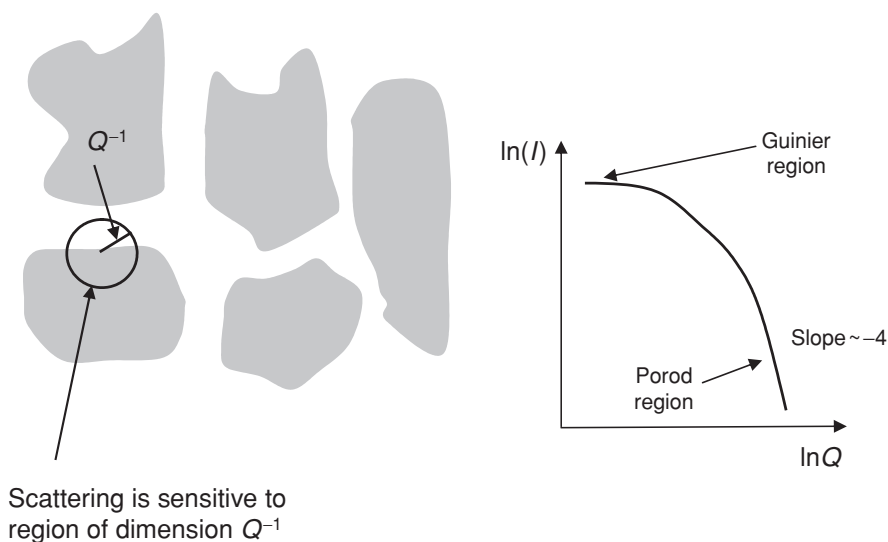 Q⁻¹
Scattering is sensitive to
region of dimension Q⁻¹
ln(I)
Guinier
region
Slope ~ –4
Porod
region
lnQ